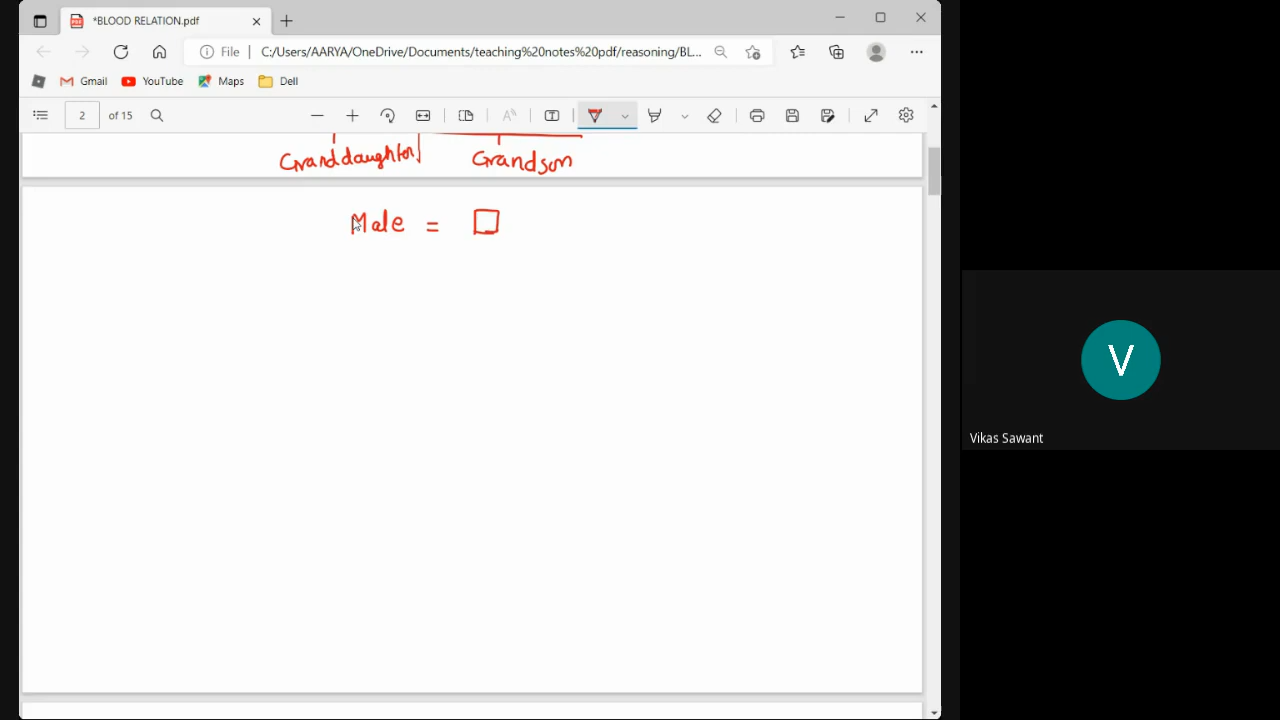 *BLOOD RELATION.pdf
File
C:/Users/AARYA/OneDrive/Documents/teaching%20notes%20pdf/reasoning/BL...
Gmail
YouTube
Maps
Dell
2 of 15
Granddaughter
Grandson
Male = □
V
Vikas Sawant